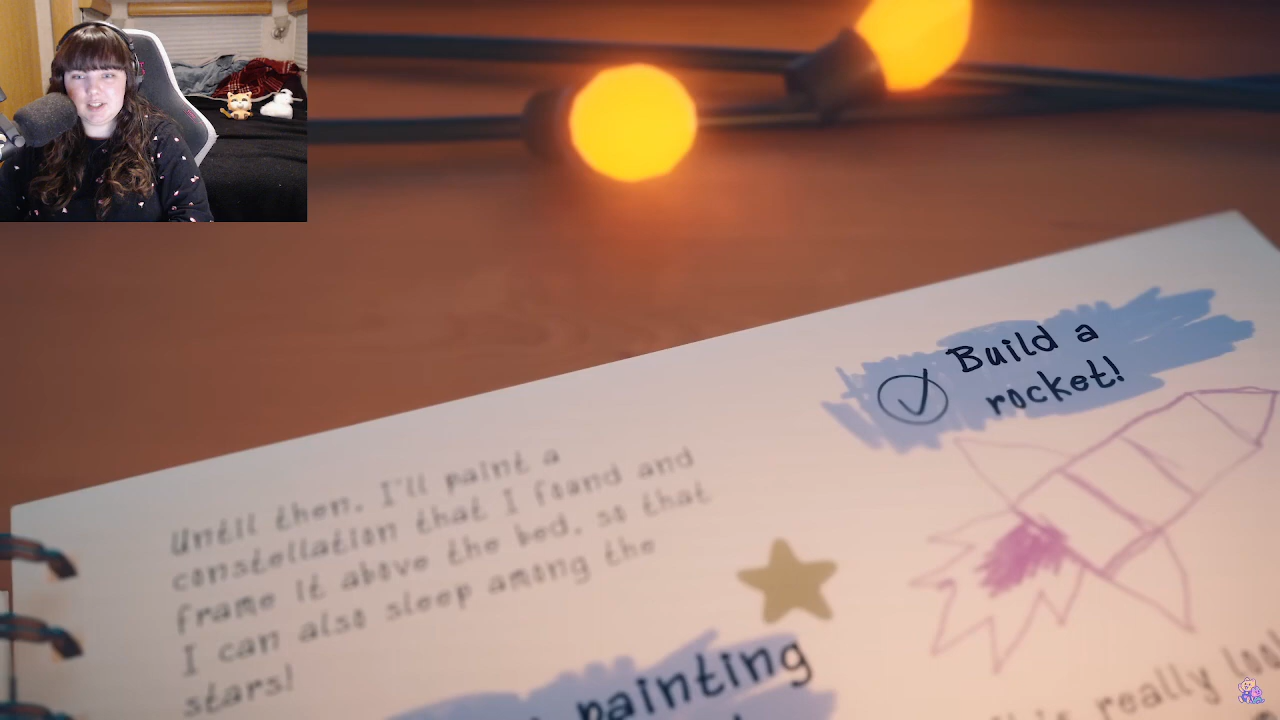 Build a
rocket!
Until then, I'll paint a
constellation that I found and
frame it above the bed, so that
I can also sleep among the
stars!
painting
really